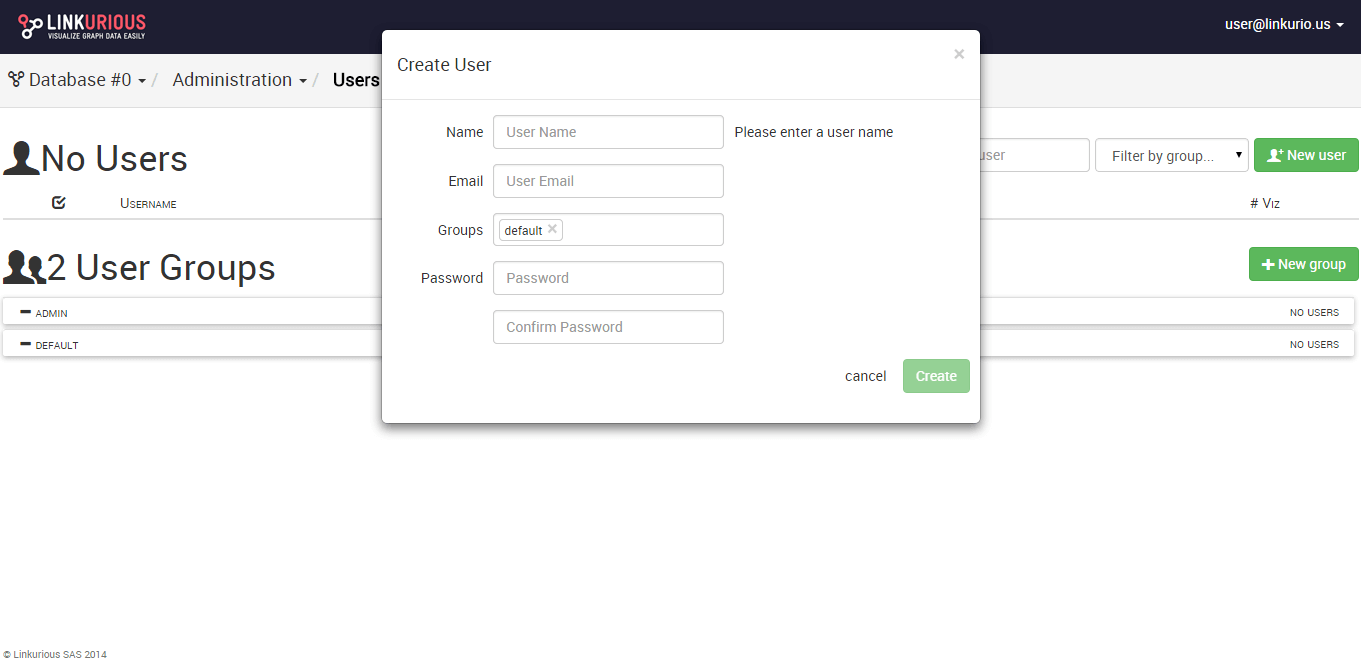 LINKURIOUS
VISUALIZE GRAPH DATA EASILY
user@linkurio.us
Database #0 / Administration / Users
Create User
×
Name User Name Please enter a user name
Email User Email
Groups default ×
Password Password
Confirm Password
cancel Create
No Users
user Filter by group... New user
Username # Viz
2 User Groups
New group
ADMIN NO USERS
DEFAULT NO USERS
© Linkurious SAS 2014